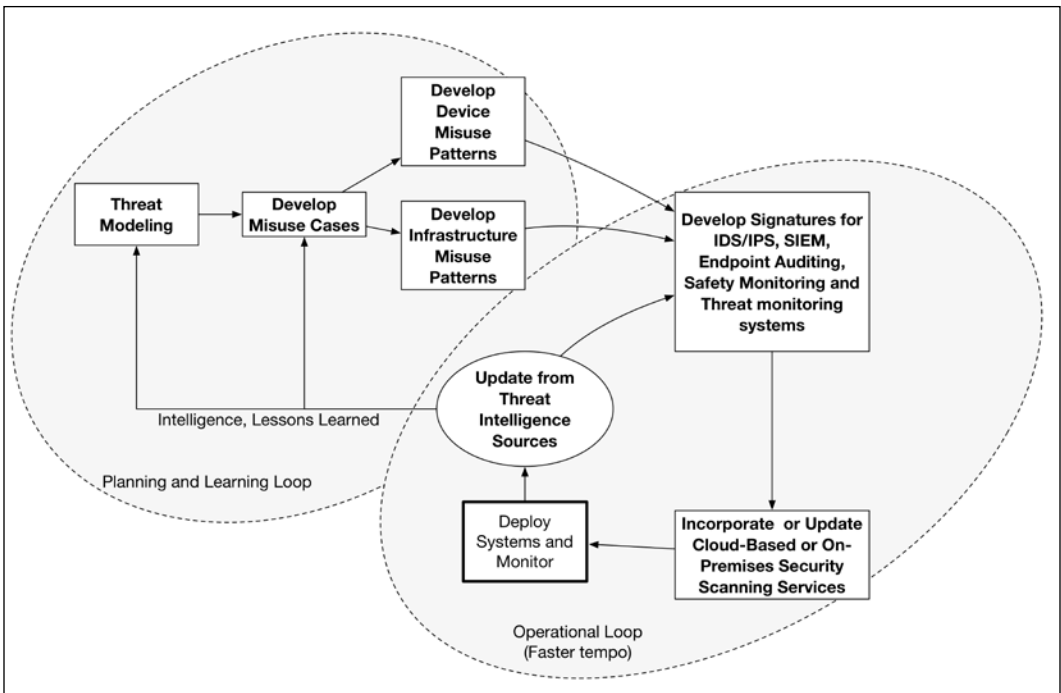 Develop
Device
Misuse
Patterns
Threat
Modeling
Develop
Misuse Cases
Develop
Infrastructure
Misuse
Patterns
Develop Signatures for
IDS/IPS, SIEM,
Endpoint Auditing,
Safety Monitoring and
Threat monitoring
systems
Update from
Threat
Intelligence
Sources
Intelligence, Lessons Learned
Planning and Learning Loop
Deploy
Systems and
Monitor
Incorporate or Update
Cloud-Based or On-
Premises Security
Scanning Services
Operational Loop
(Faster tempo)